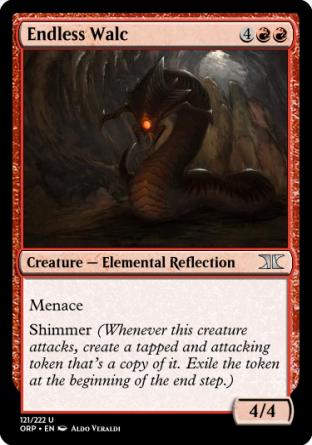 Endless Walc 4
Creature — Elemental Reflection
Menace
Shimmer (Whenever this creature
attacks, create a tapped and attacking
token that's a copy of it. Exile the token
at the beginning of the end step.)
4/4
121/222 U
ORP • EN Aldo Veraldi